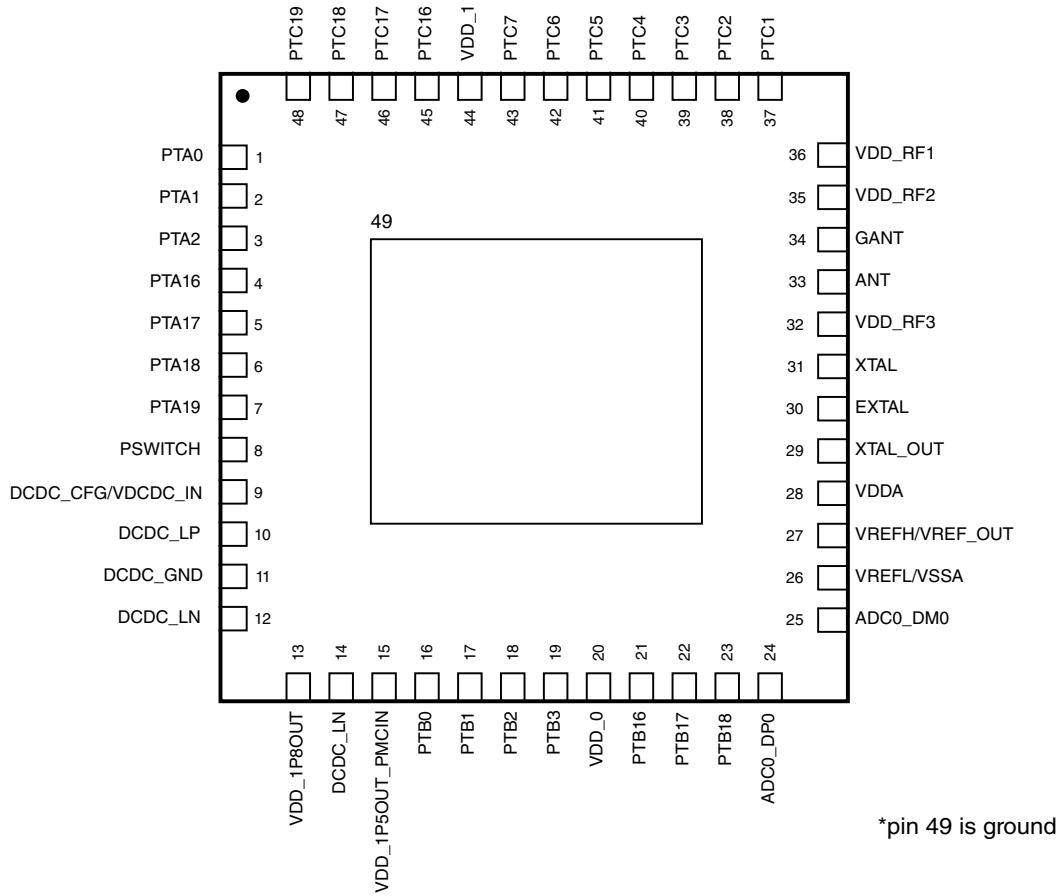 PTC19
PTC18
PTC17
PTC16
VDD_1
PTC7
PTC6
PTC5
PTC4
PTC3
PTC2
PTC1
48
47
46
45
44
43
42
41
40
39
38
37
PTA0 1
PTA1 2
PTA2 3
PTA16 4
PTA17 5
PTA18 6
PTA19 7
PSWITCH 8
DCDC_CFG/VDCDC_IN 9
DCDC_LP 10
DCDC_GND 11
DCDC_LN 12
49
36 VDD_RF1
35 VDD_RF2
34 GANT
33 ANT
32 VDD_RF3
31 XTAL
30 EXTAL
29 XTAL_OUT
28 VDDA
27 VREFH/VREF_OUT
26 VREFL/VSSA
25 ADC0_DM0
13
14
15
16
17
18
19
20
21
22
23
24
VDD_1P8OUT
DCDC_LN
VDD_1P5OUT_PMCIN
PTB0
PTB1
PTB2
PTB3
VDD_0
PTB16
PTB17
PTB18
ADC0_DP0
*pin 49 is ground